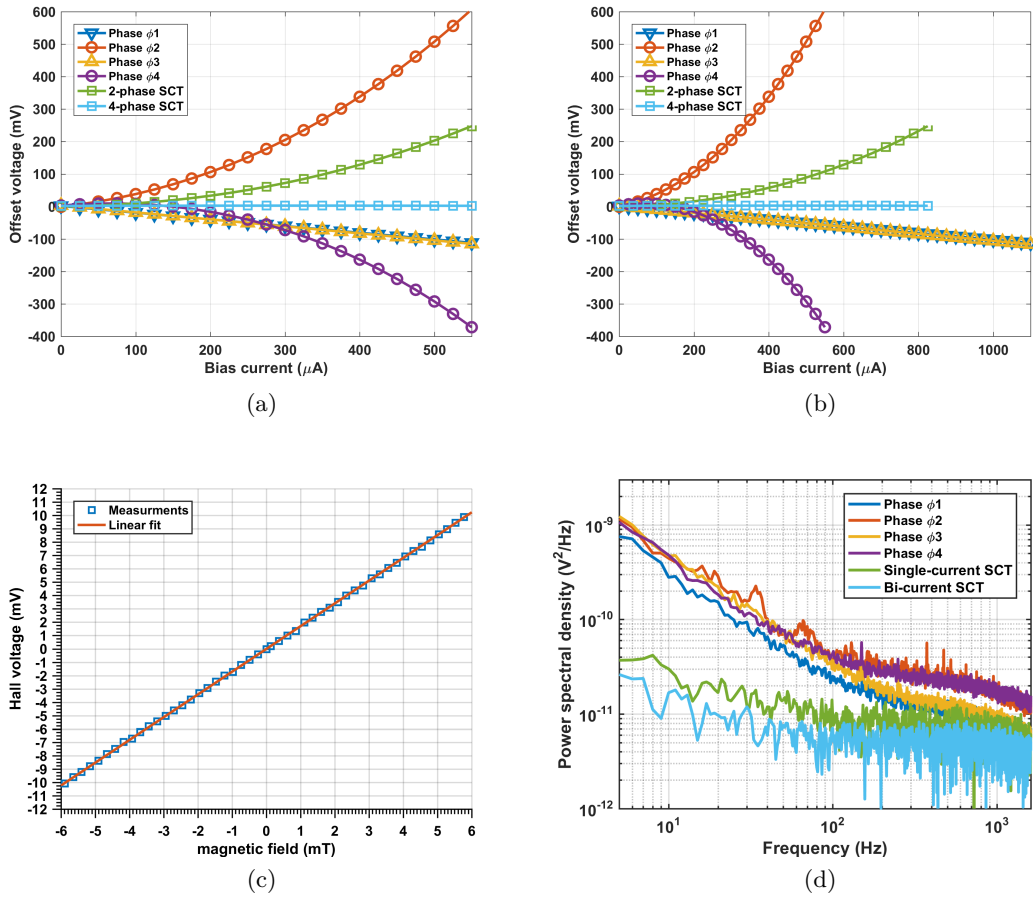 600
500
400
300
200
100
0
-100
-200
-300
-400
Offset voltage (mV)
Phase ϕ1
Phase ϕ2
Phase ϕ3
Phase ϕ4
2-phase SCT
4-phase SCT
0 100 200 300 400 500
Bias current (μA)
(a)
600
500
400
300
200
100
0
-100
-200
-300
-400
Offset voltage (mV)
Phase ϕ1
Phase ϕ2
Phase ϕ3
Phase ϕ4
2-phase SCT
4-phase SCT
0 200 400 600 800 1000
Bias current (μA)
(b)
12
11
10
9
8
7
6
5
4
3
2
1
0
-1
-2
-3
-4
-5
-6
-7
-8
-9
-10
-11
-12
Hall voltage (mV)
Measurments
Linear fit
-6 -5 -4 -3 -2 -1 0 1 2 3 4 5 6
magnetic field (mT)
(c)
10⁻⁹
10⁻¹⁰
10⁻¹¹
10⁻¹²
Power spectral density (V²/Hz)
Phase ϕ1
Phase ϕ2
Phase ϕ3
Phase ϕ4
Single-current SCT
Bi-current SCT
10¹ 10² 10³
Frequency (Hz)
(d)